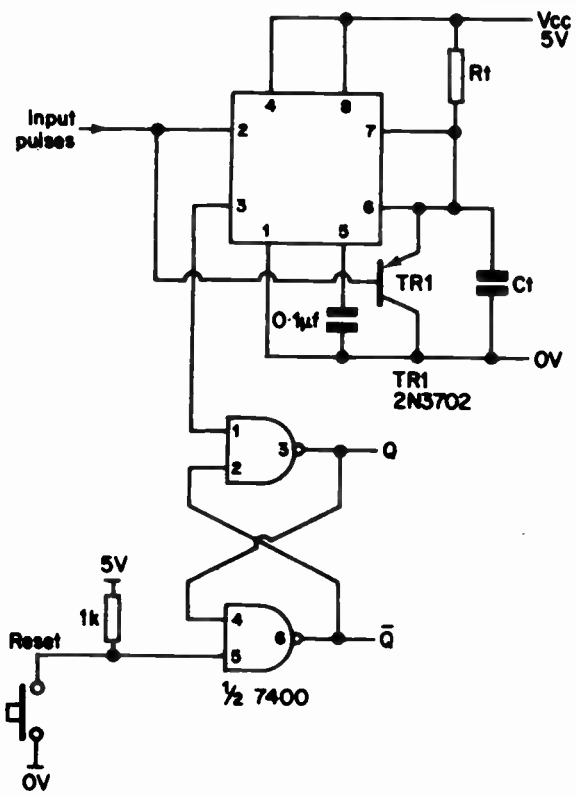 Vcc
5V
Rt
Input
pulses
4
8
2
7
3
6
1
5
TR1
Ct
0·1µf
0V
TR1
2N3702
1
2
3
Q
5V
1k
Reset
4
5
6
Q̄
½ 7400
0V